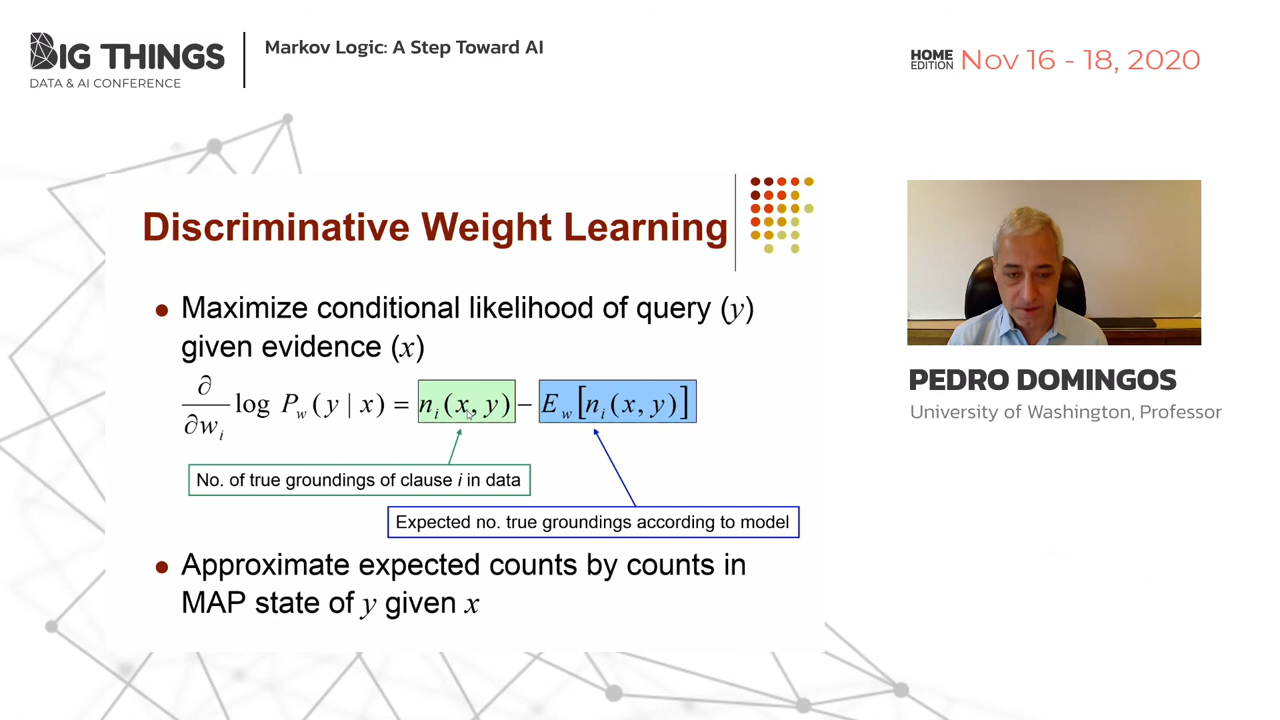 BIG THINGS
DATA & AI CONFERENCE
Markov Logic: A Step Toward AI
HOME
EDITION
Nov 16 - 18, 2020
Discriminative Weight Learning
● Maximize conditional likelihood of query (y)
given evidence (x)
∂/∂w_i log P_w(y | x) = n_i(x, y) − E_w[n_i(x, y)]
No. of true groundings of clause i in data
Expected no. true groundings according to model
● Approximate expected counts by counts in
MAP state of y given x
PEDRO DOMINGOS
University of Washington, Professor